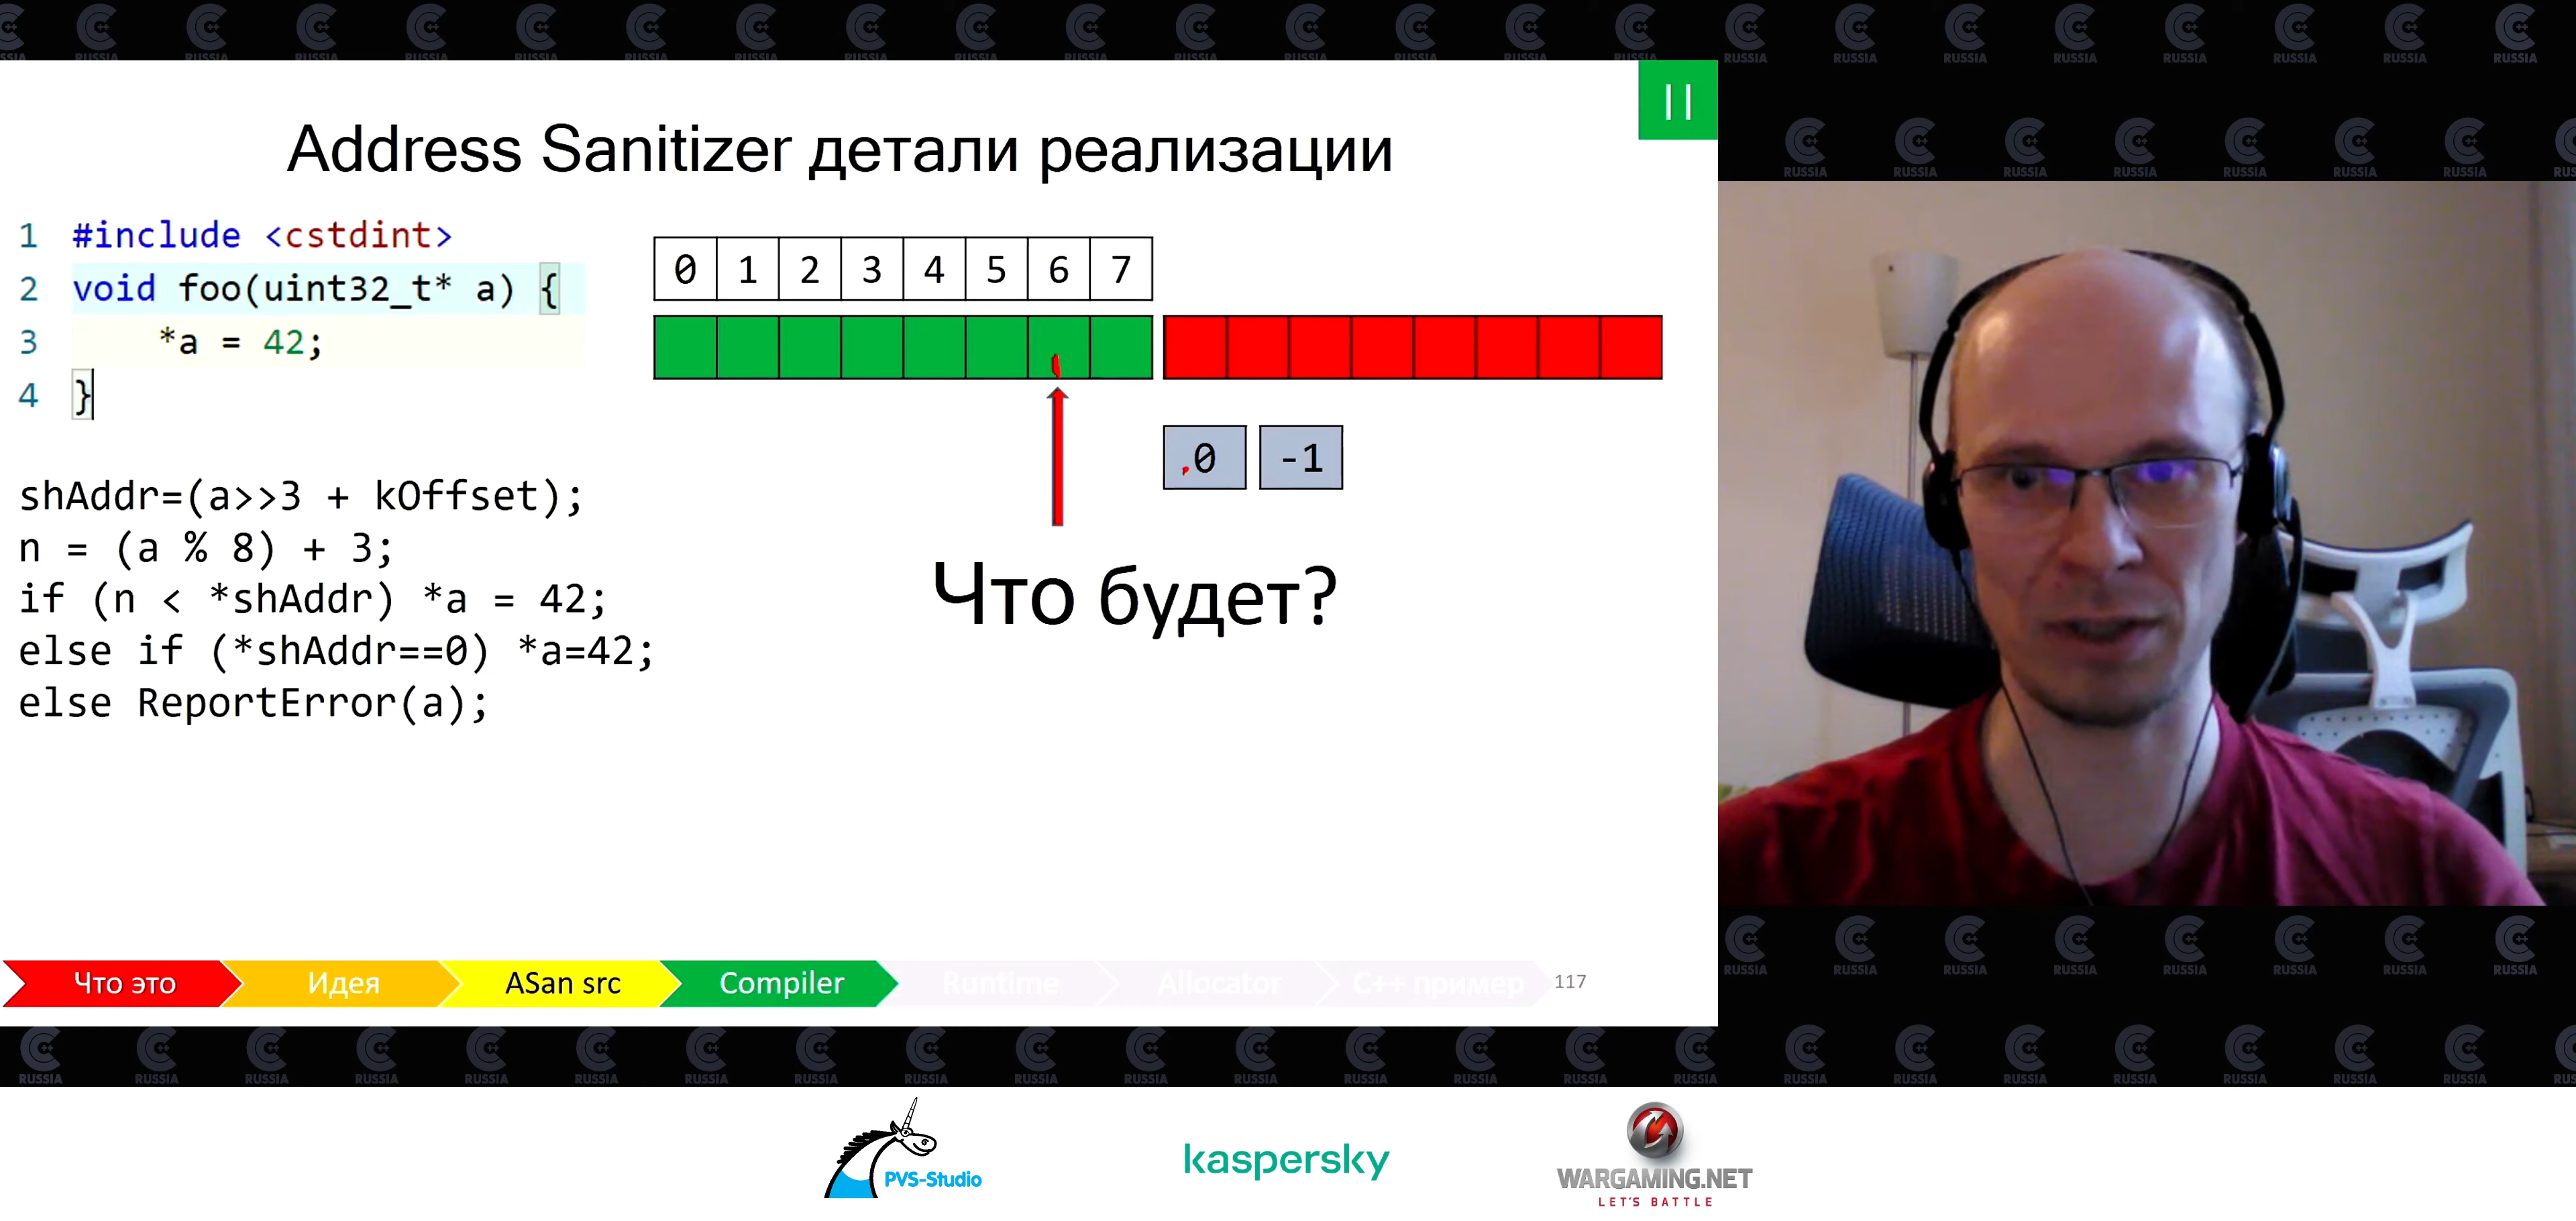 Address Sanitizer детали реализации
1 #include <cstdint>
2 void foo(uint32_t* a) {
3 *a = 42;
4 }
0 1 2 3 4 5 6 7
0 -1
Что будет?
shAddr=(a>>3 + kOffset);
n = (a % 8) + 3;
if (n < *shAddr) *a = 42;
else if (*shAddr==0) *a=42;
else ReportError(a);
Что это
Идея
ASan src
Compiler
Runtime
Allocator
C++ пример
117
RUSSIA
PVS-Studio
kaspersky
WARGAMING.NET
LET'S BATTLE